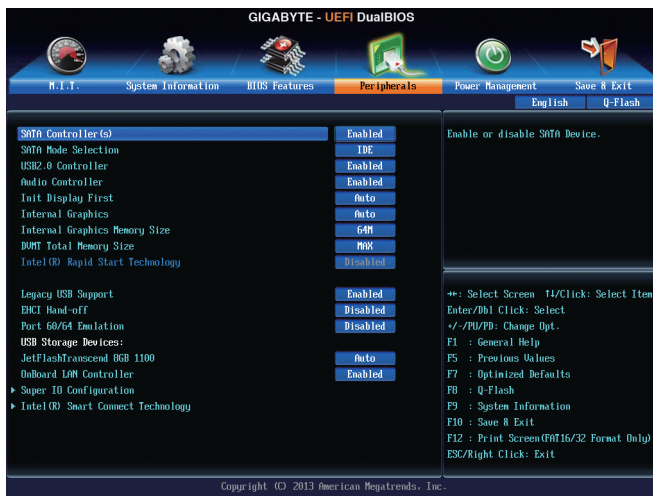 GIGABYTE - UEFI DualBIOS
M.I.T. System Information BIOS Features Peripherals Power Management Save & Exit
English Q-Flash
SATA Controller(s) Enabled
SATA Mode Selection IDE
USB2.0 Controller Enabled
Audio Controller Enabled
Init Display First Auto
Internal Graphics Auto
Internal Graphics Memory Size 64M
DVMT Total Memory Size MAX
Intel(R) Rapid Start Technology Disabled
Legacy USB Support Enabled
EHCI Hand-off Disabled
Port 60/64 Emulation Disabled
USB Storage Devices:
JetFlashTranscend 8GB 1100 Auto
OnBoard LAN Controller Enabled
Super IO Configuration
Intel(R) Smart Connect Technology
Enable or disable SATA Device.
→←: Select Screen ↑↓/Click: Select Item
Enter/Dbl Click: Select
+/-/PU/PD: Change Opt.
F1 : General Help
F5 : Previous Values
F7 : Optimized Defaults
F8 : Q-Flash
F9 : System Information
F10 : Save & Exit
F12 : Print Screen(FAT16/32 Format Only)
ESC/Right Click: Exit
Copyright (C) 2013 American Megatrends, Inc.